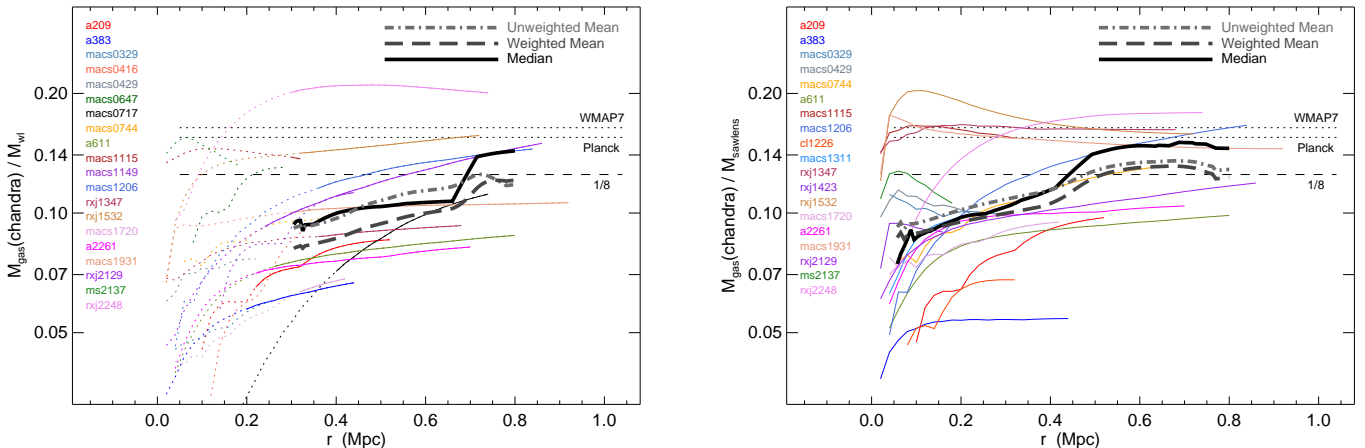 a209
a383
macs0329
macs0416
macs0429
macs0647
macs0717
macs0744
a611
macs1115
macs1149
macs1206
rxj1347
rxj1532
macs1720
a2261
macs1931
rxj2129
ms2137
rxj2248
Unweighted Mean
Weighted Mean
Median
WMAP7
Planck
1/8
0.20
0.14
0.10
0.07
0.05
M_gas(chandra) / M_wl
0.0 0.2 0.4 0.6 0.8 1.0
r (Mpc)
a209
a383
macs0329
macs0429
macs0744
a611
macs1115
macs1206
cl1226
macs1311
rxj1347
rxj1423
rxj1532
macs1720
a2261
macs1931
rxj2129
ms2137
rxj2248
Unweighted Mean
Weighted Mean
Median
WMAP7
Planck
1/8
0.20
0.14
0.10
0.07
0.05
M_gas(chandra) / M_sawlens
0.0 0.2 0.4 0.6 0.8 1.0
r (Mpc)